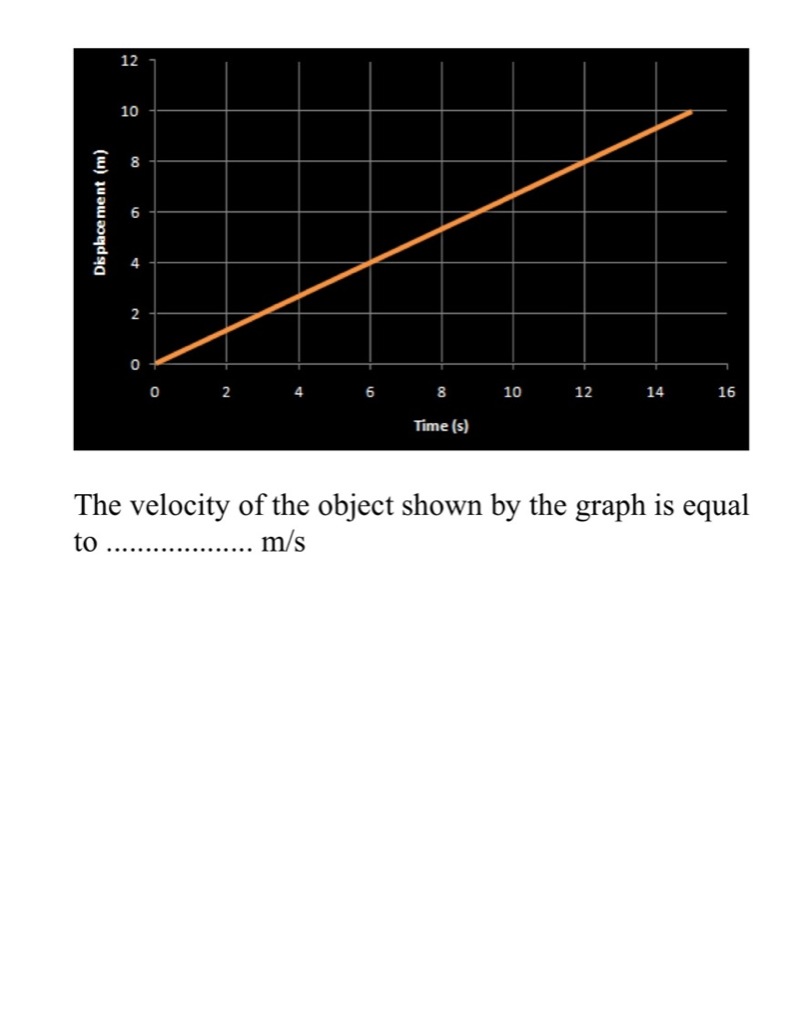 12
10
8
6
4
2
0
Displacement (m)
0 2 4 6 8 10 12 14 16
Time (s)
The velocity of the object shown by the graph is equal
to ................... m/s